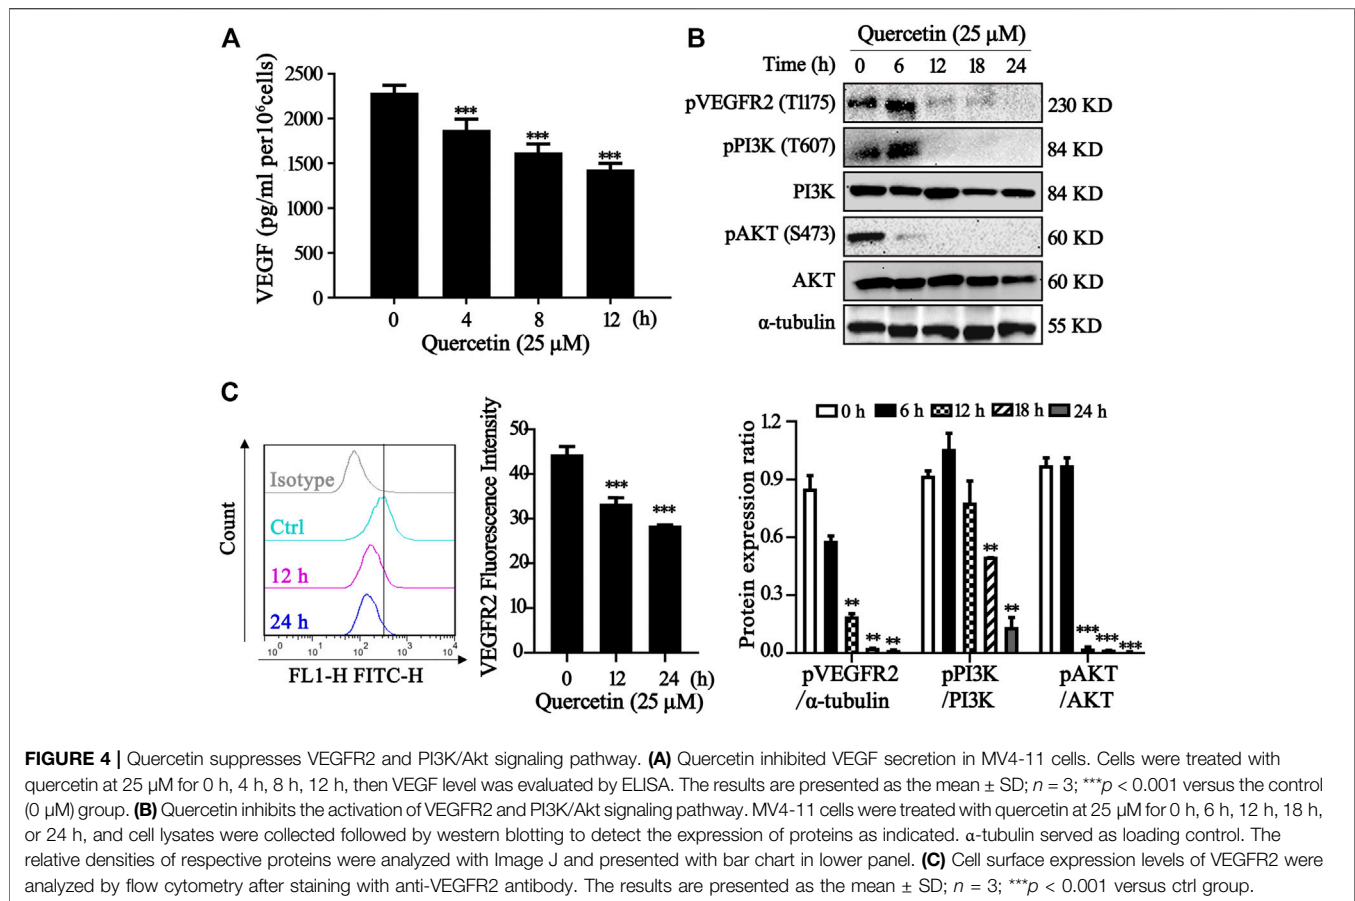 A
2500
2000
1500
1000
500
0
VEGF (pg/ml per10⁶cells)
***
***
***
0 4 8 12 (h)
Quercetin (25 μM)
B
Quercetin (25 μM)
Time (h) 0 6 12 18 24
pVEGFR2 (T1175) 230 KD
pPI3K (T607) 84 KD
PI3K 84 KD
pAKT (S473) 60 KD
AKT 60 KD
α-tubulin 55 KD
C
Count
Isotype
Ctrl
12 h
24 h
10⁰ 10¹ 10² 10³ 10⁴
FL1-H FITC-H
VEGFR2 Fluorescence Intensity
50
40
30
20
10
0
***
***
0 12 24 (h)
Quercetin (25 μM)
0 h 6 h 12 h 18 h 24 h
Protein expression ratio
1.2
0.9
0.6
0.3
0.0
** ** **
** **
*** *** ***
pVEGFR2 pPI3K pAKT
/α-tubulin /PI3K /AKT
FIGURE 4 | Quercetin suppresses VEGFR2 and PI3K/Akt signaling pathway. (A) Quercetin inhibited VEGF secretion in MV4-11 cells. Cells were treated with
quercetin at 25 μM for 0 h, 4 h, 8 h, 12 h, then VEGF level was evaluated by ELISA. The results are presented as the mean ± SD; n = 3; ***p < 0.001 versus the control
(0 μM) group. (B) Quercetin inhibits the activation of VEGFR2 and PI3K/Akt signaling pathway. MV4-11 cells were treated with quercetin at 25 μM for 0 h, 6 h, 12 h, 18 h,
or 24 h, and cell lysates were collected followed by western blotting to detect the expression of proteins as indicated. α-tubulin served as loading control. The
relative densities of respective proteins were analyzed with Image J and presented with bar chart in lower panel. (C) Cell surface expression levels of VEGFR2 were
analyzed by flow cytometry after staining with anti-VEGFR2 antibody. The results are presented as the mean ± SD; n = 3; ***p < 0.001 versus ctrl group.